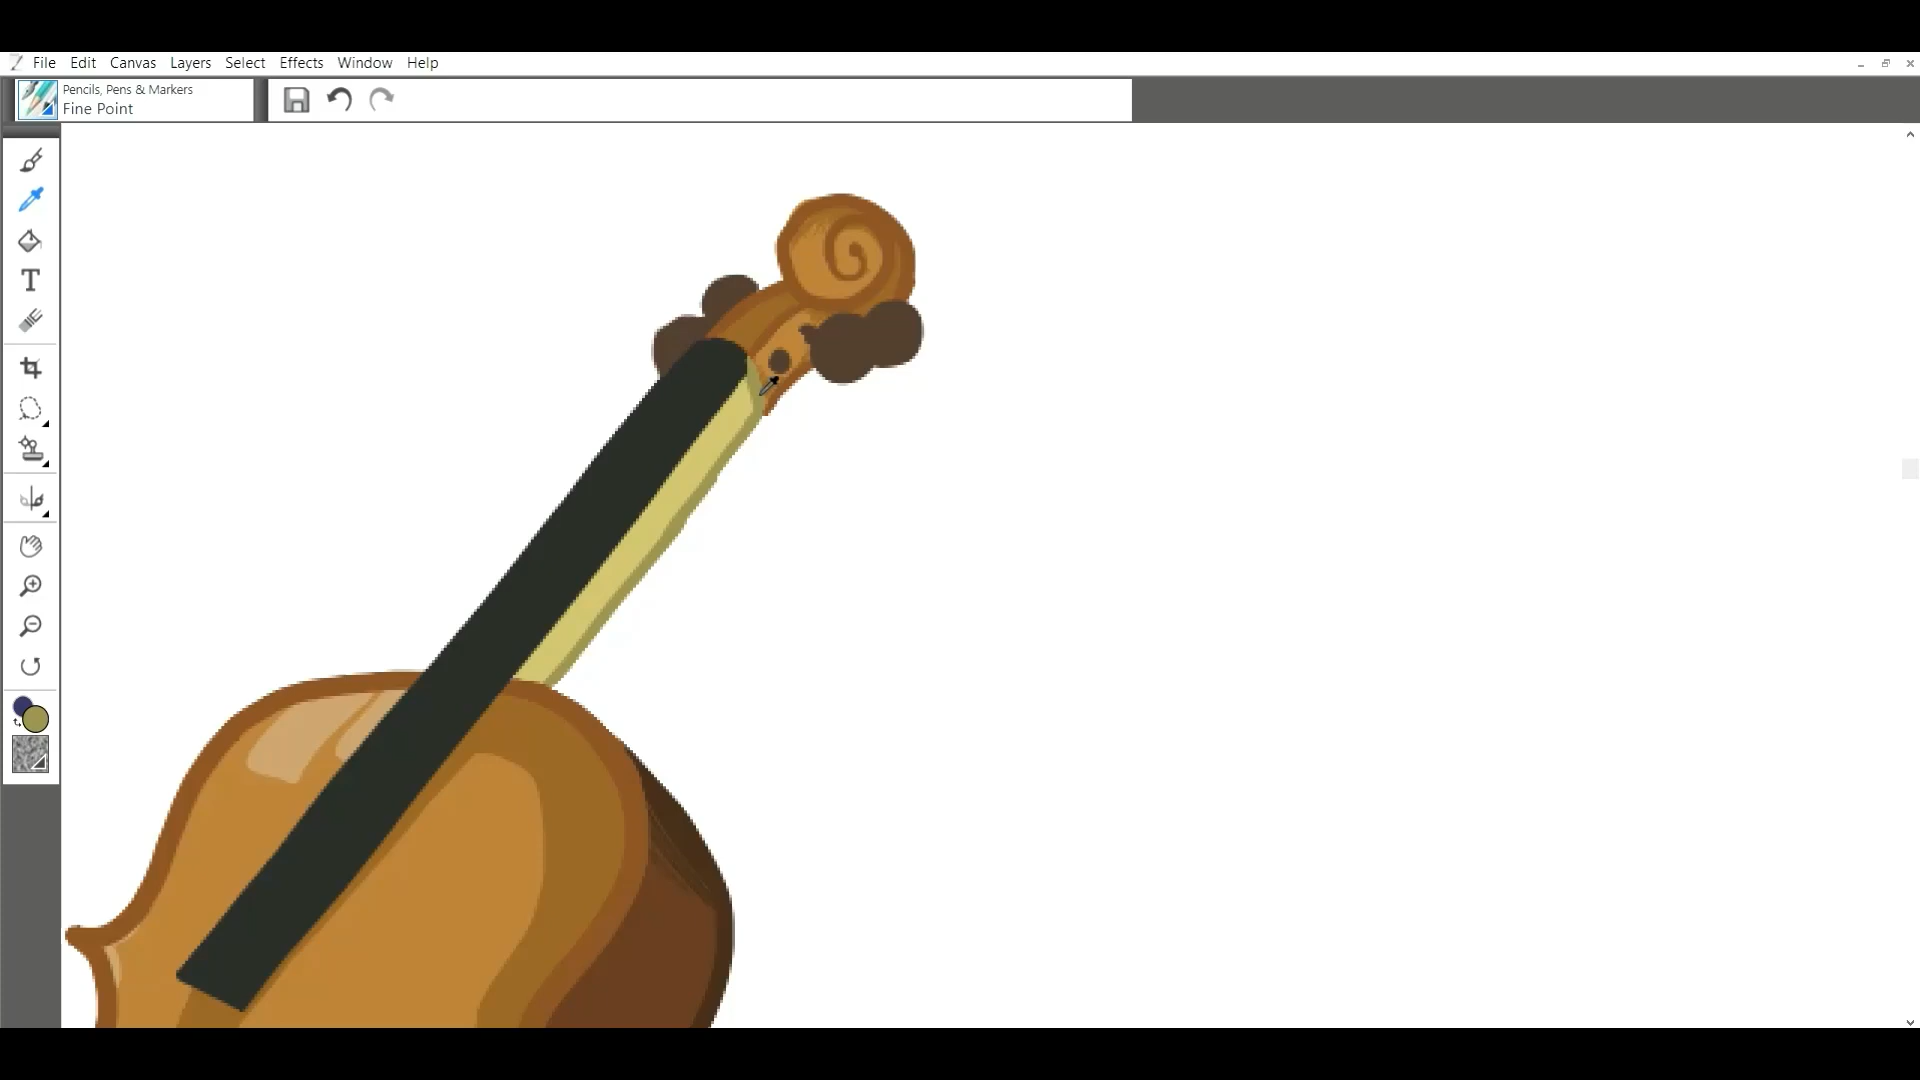 File Edit Canvas Layers Select Effects Window Help
Pencils, Pens & Markers
Fine Point
T